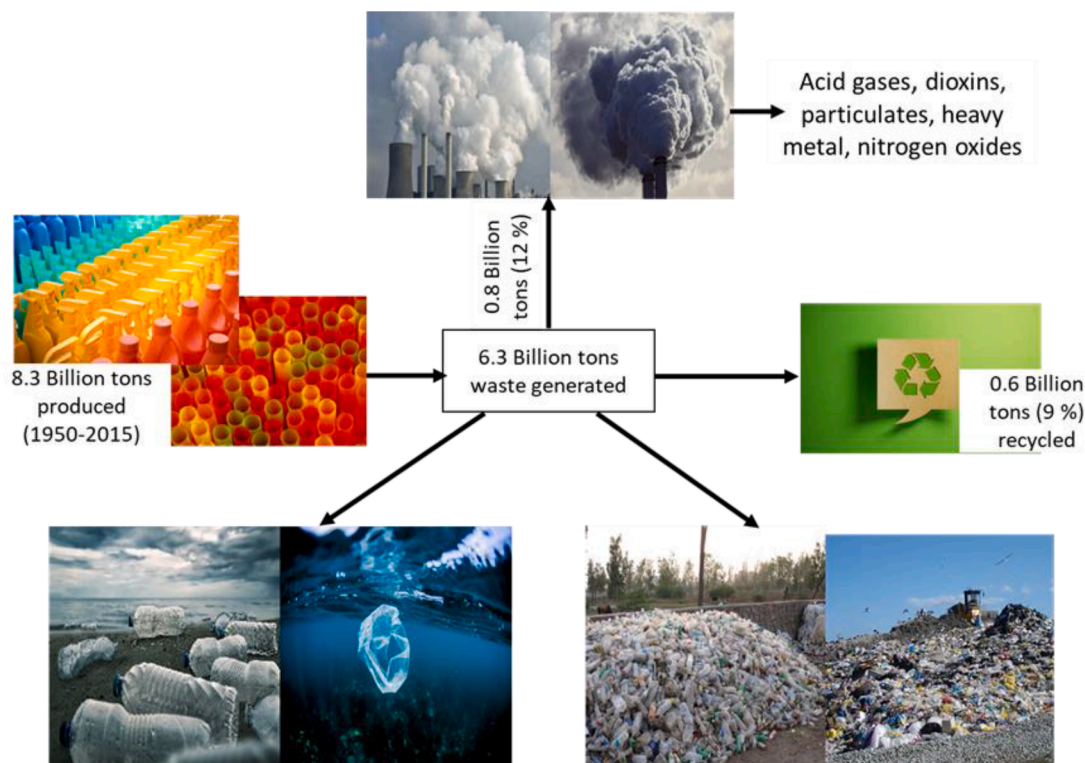 Acid gases, dioxins,
particulates, heavy
metal, nitrogen oxides
0.8 Billion
tons (12 %)
8.3 Billion tons
produced
(1950-2015)
6.3 Billion tons
waste generated
0.6 Billion
tons (9 %)
recycled